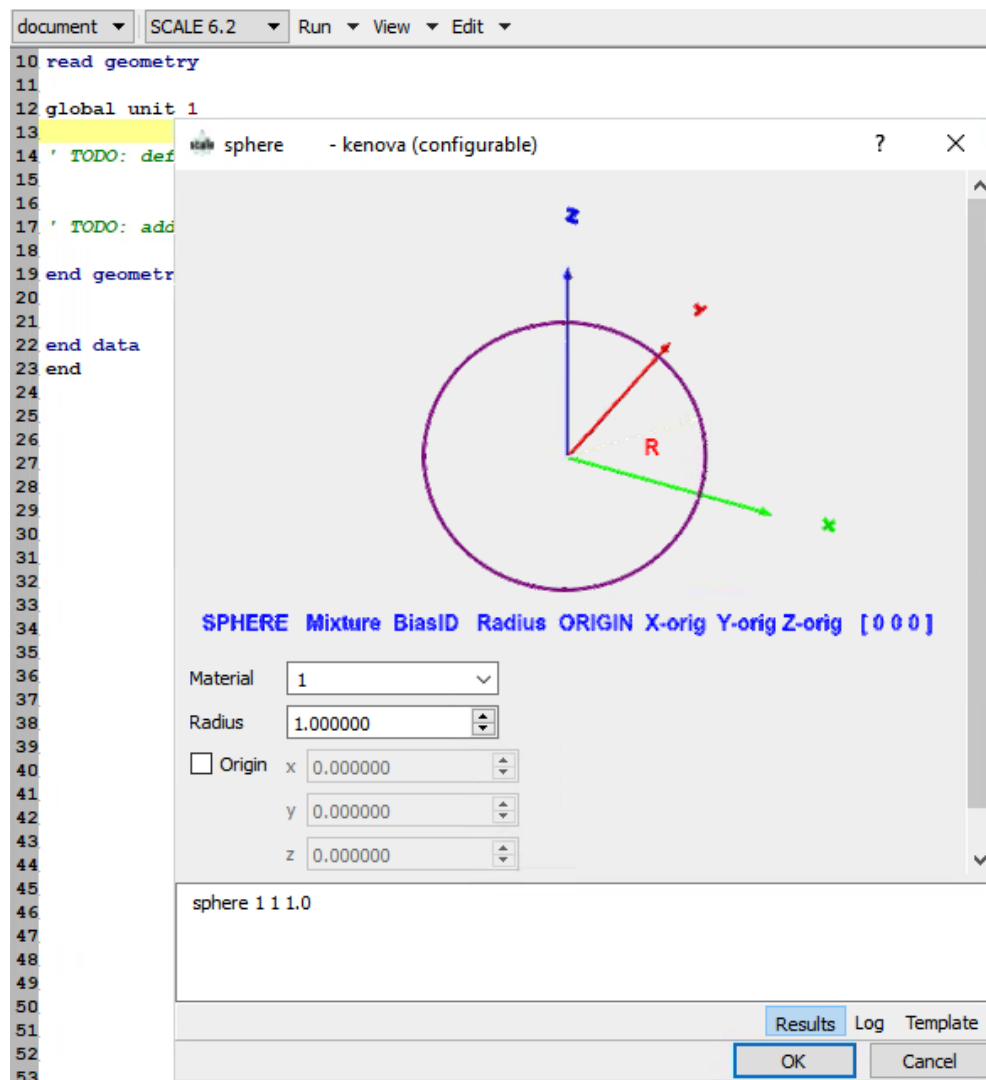 document SCALE 6.2 Run View Edit
10 read geometry
11
12 global unit 1
13
14 ' TODO: def
15
16
17 ' TODO: add
18
19 end geometr
20
21
22 end data
23 end
24
25
26
27
28
29
30
31
32
33
34
35
36
37
38
39
40
41
42
43
44
45
46
47
48
49
50
51
52
53
scale sphere - kenova (configurable) ?
Z
Y
R
X
SPHERE Mixture BiasID Radius ORIGIN X-orig Y-orig Z-orig [ 0 0 0 ]
Material 1
Radius 1.000000
Origin x 0.000000
y 0.000000
z 0.000000
sphere 1 1 1.0
Results Log Template
OK Cancel